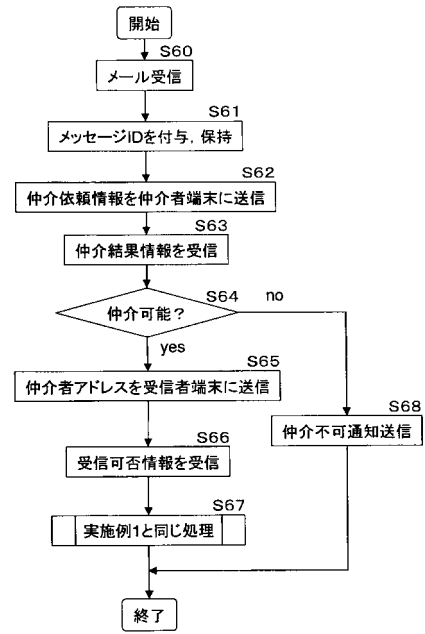 開始
S60
メール受信
S61
メッセージIDを付与，保持
S62
仲介依頼情報を仲介者端末に送信
S63
仲介結果情報を受信
S64
仲介可能？
no
yes
S65
仲介者アドレスを受信者端末に送信
S68
仲介不可通知送信
S66
受信可否情報を受信
S67
実施例1と同じ処理
終了